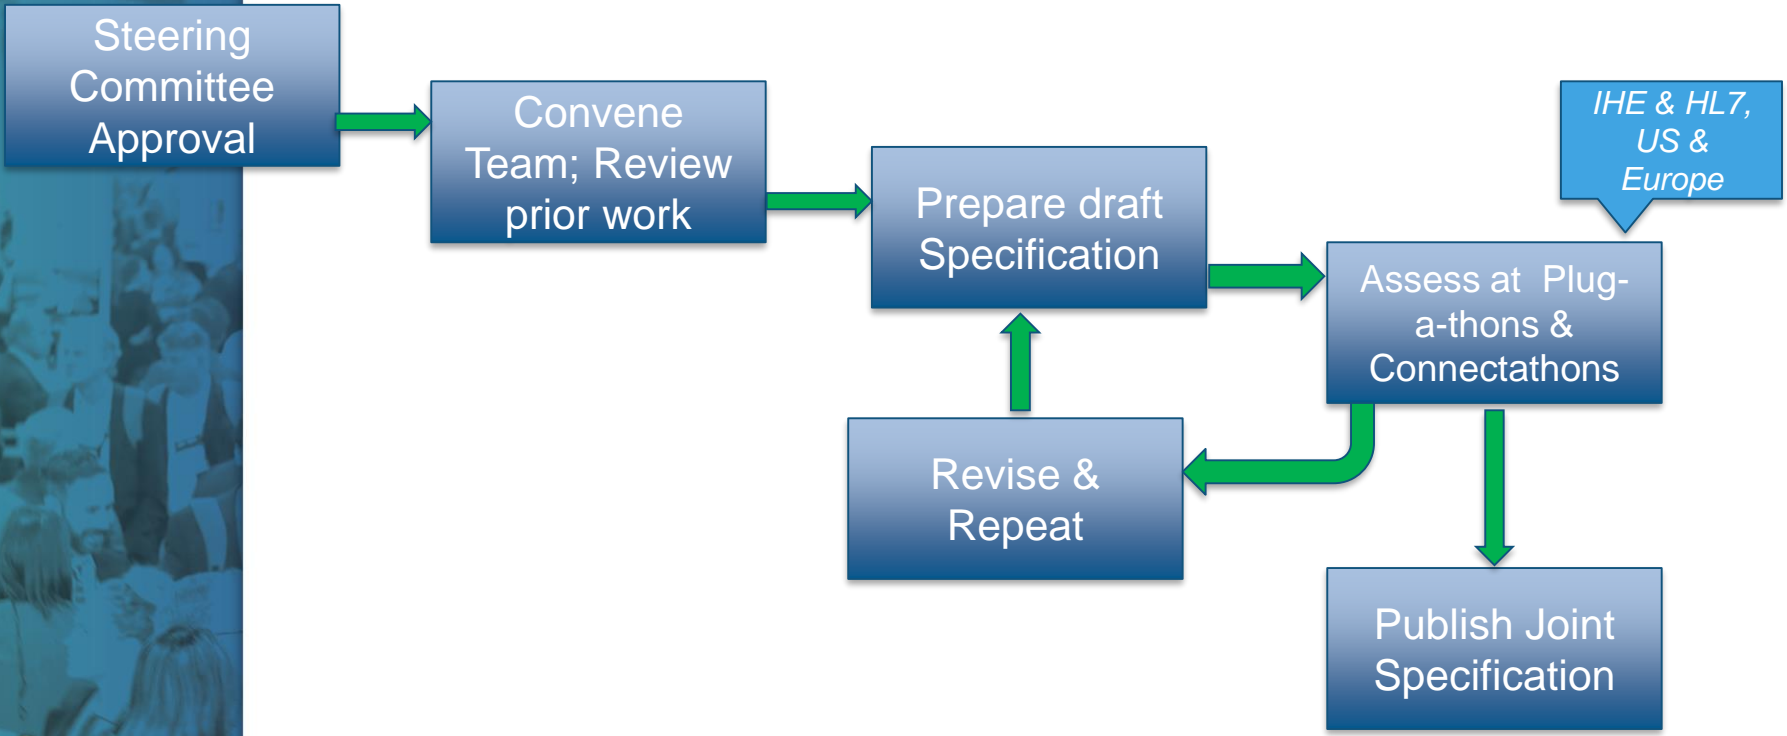 Steering
Committee
Approval
Convene
Team; Review
prior work
Prepare draft
Specification
IHE & HL7,
US &
Europe
Assess at  Plug-
a-thons &
Connectathons
Revise &
Repeat
Publish Joint
Specification